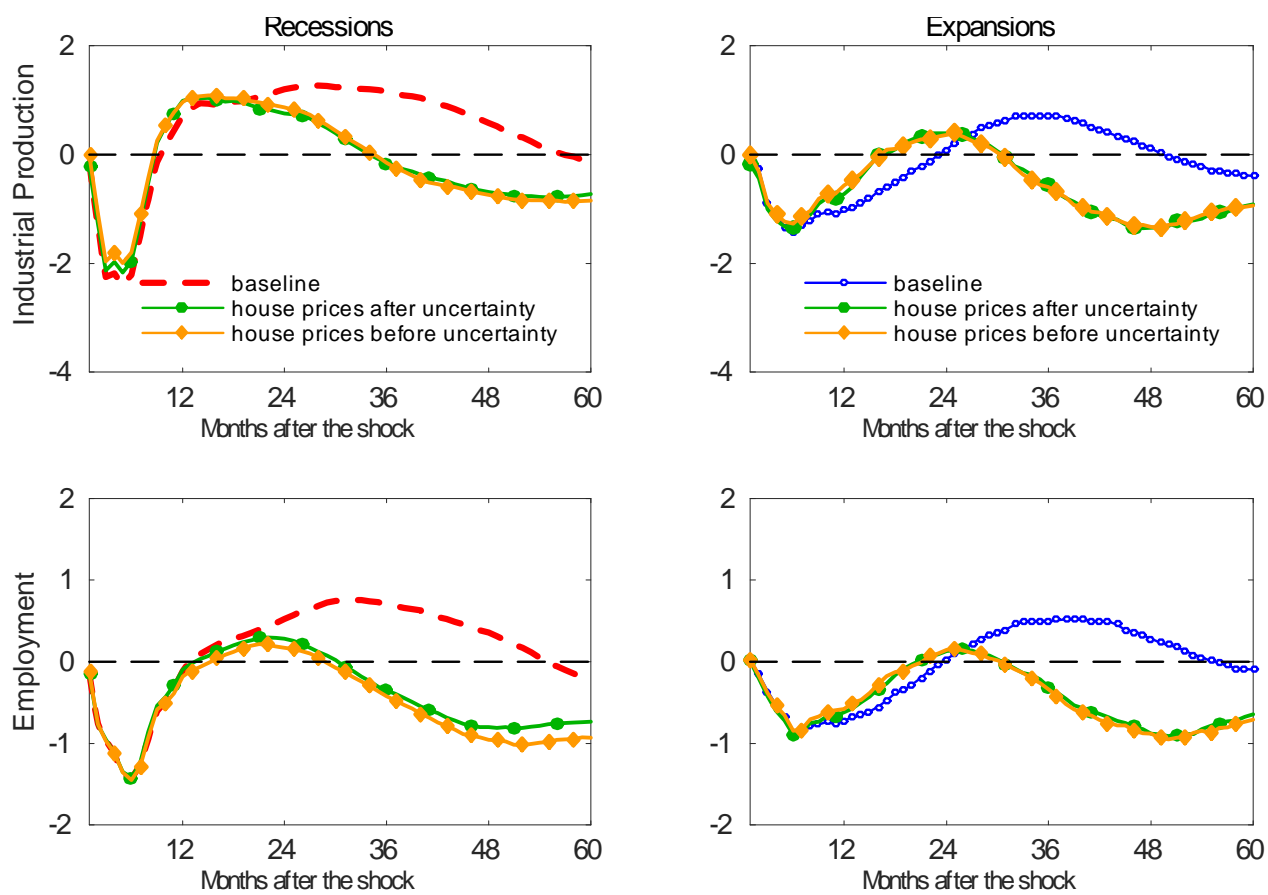 Recessions
Expansions
Industrial Production
2
0
-2
-4
baseline
house prices after uncertainty
house prices before uncertainty
12
24
36
48
60
Months after the shock
2
0
-2
-4
baseline
house prices after uncertainty
house prices before uncertainty
12
24
36
48
60
Months after the shock
Employment
2
1
0
-1
-2
12
24
36
48
60
Months after the shock
2
1
0
-1
-2
12
24
36
48
60
Months after the shock